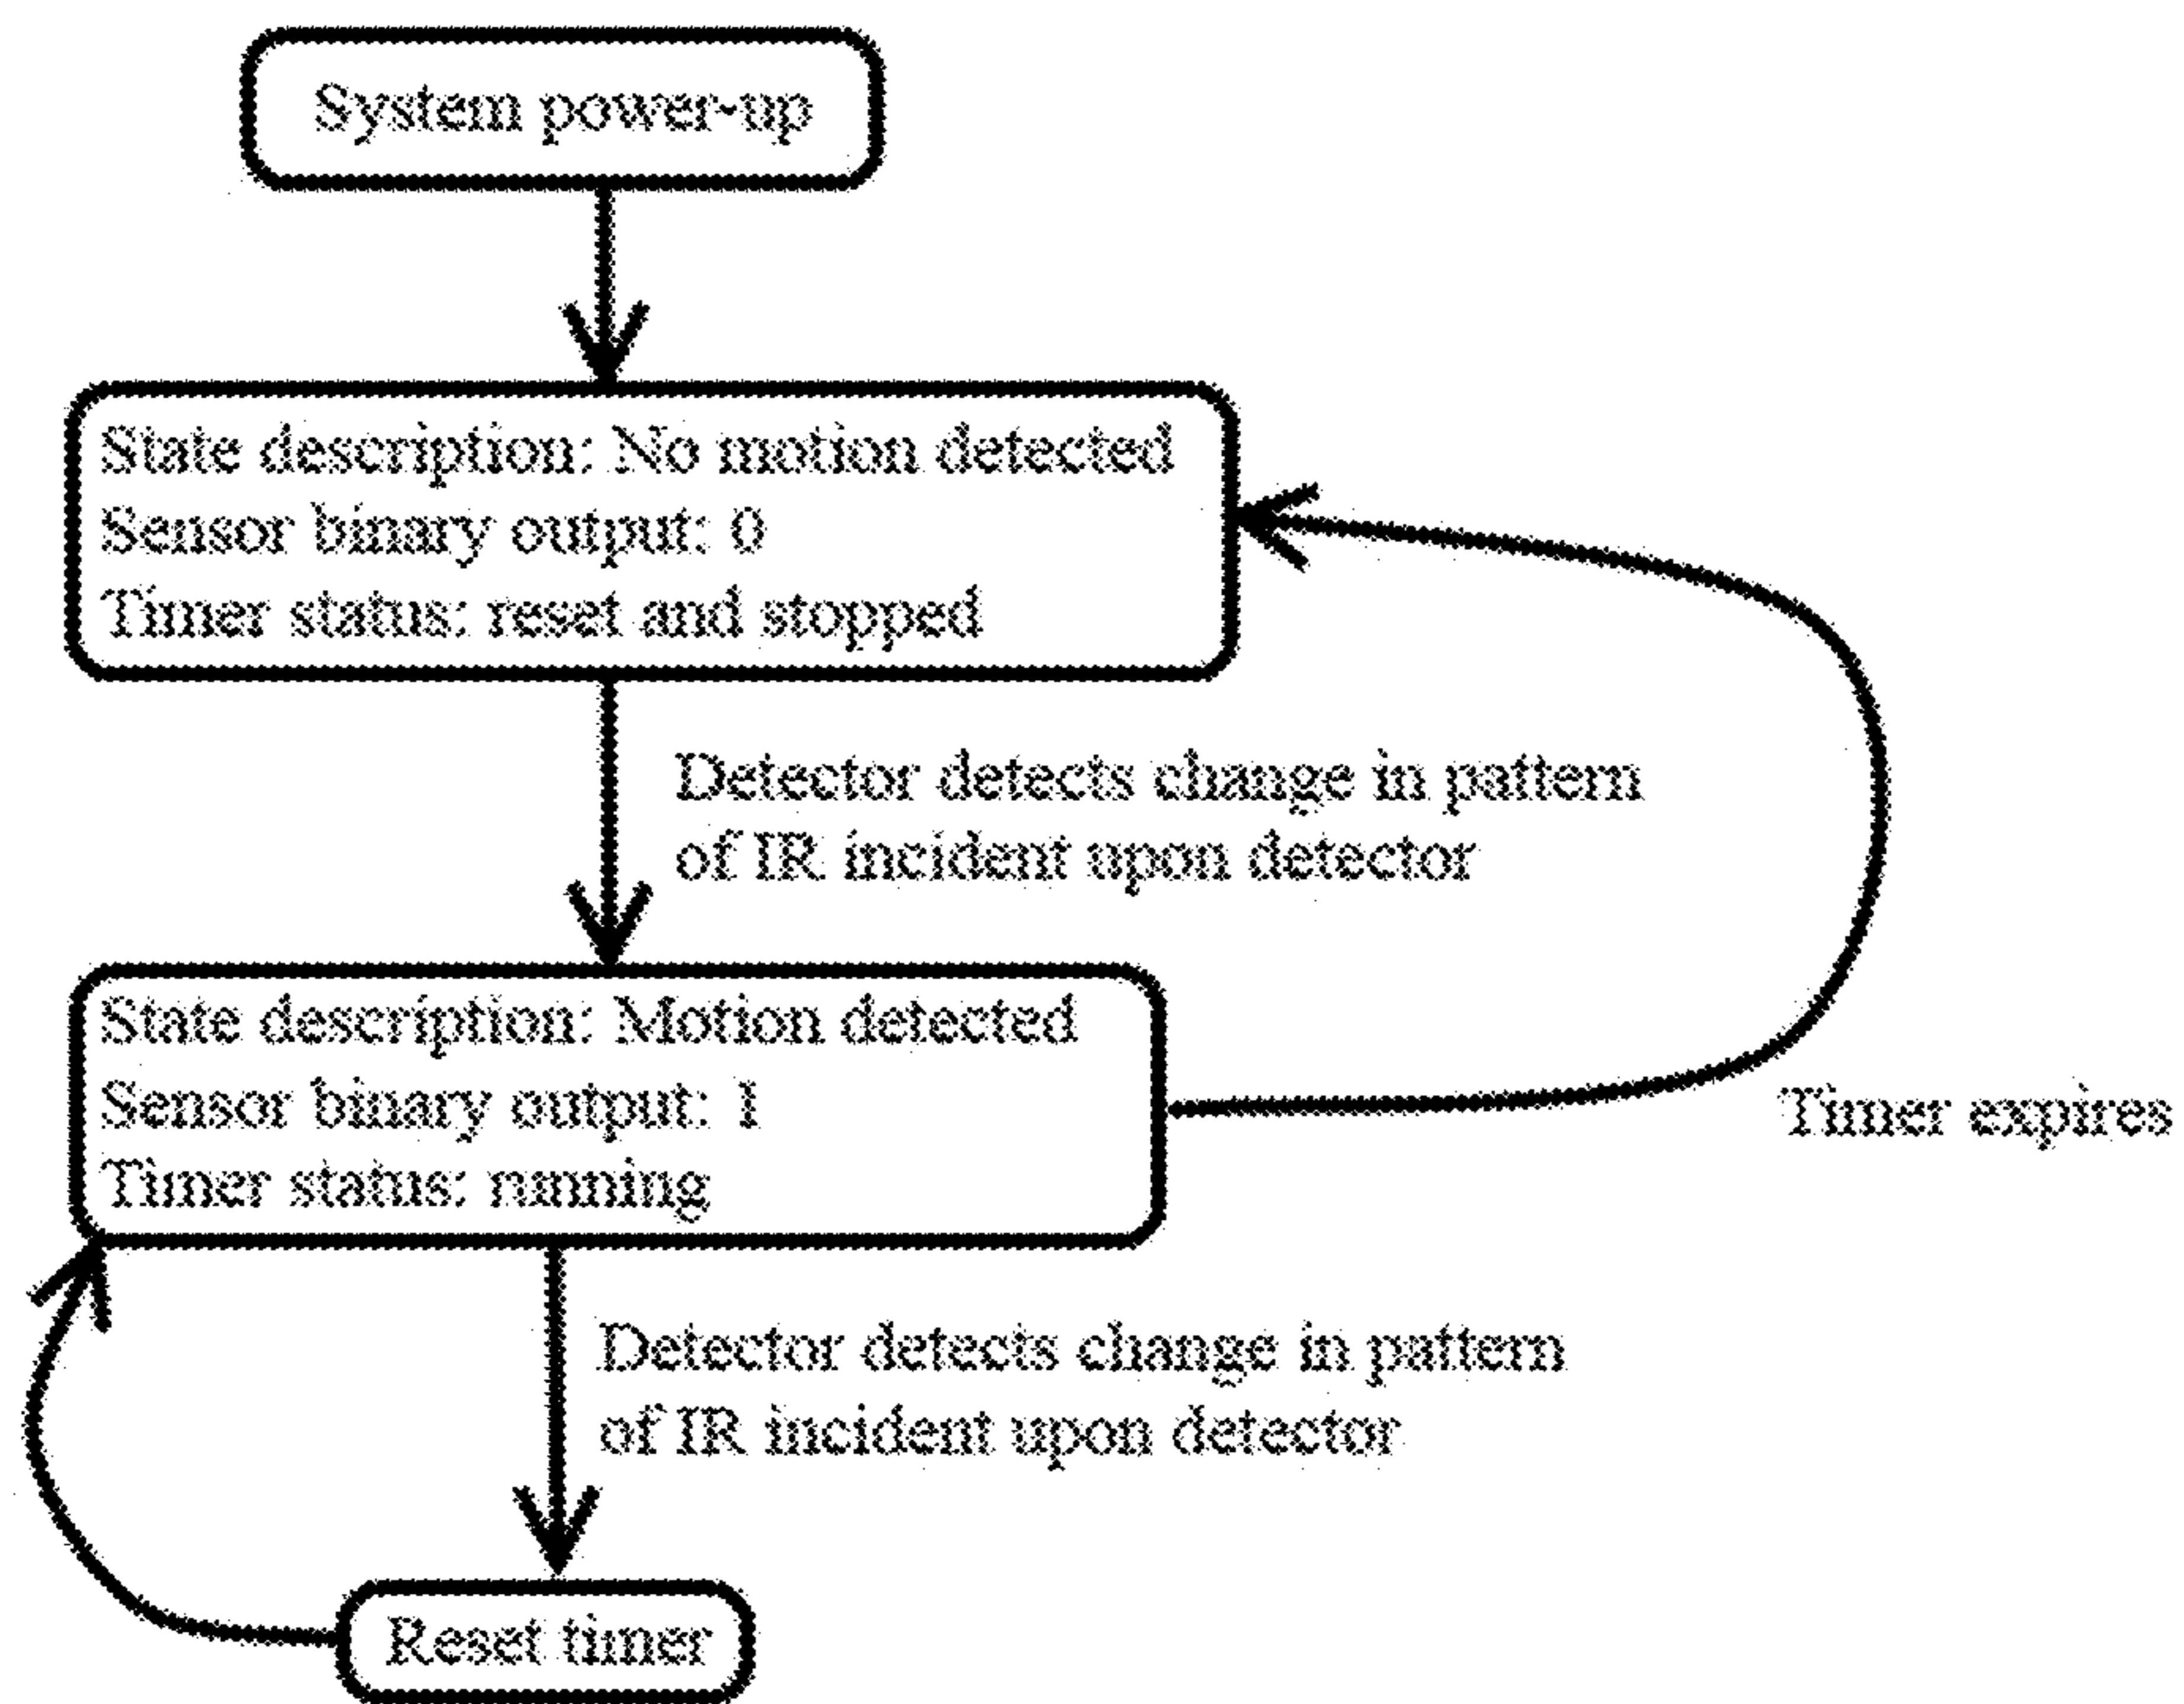 System power-up
State description: No motion detected
Sensor binary output: 0
Timer status: reset and stopped
Detector detects change in pattern
of IR incident upon detector
State description: Motion detected
Sensor binary output: 1
Timer status: running
Timer expires
Detector detects change in pattern
of IR incident upon detector
Reset timer